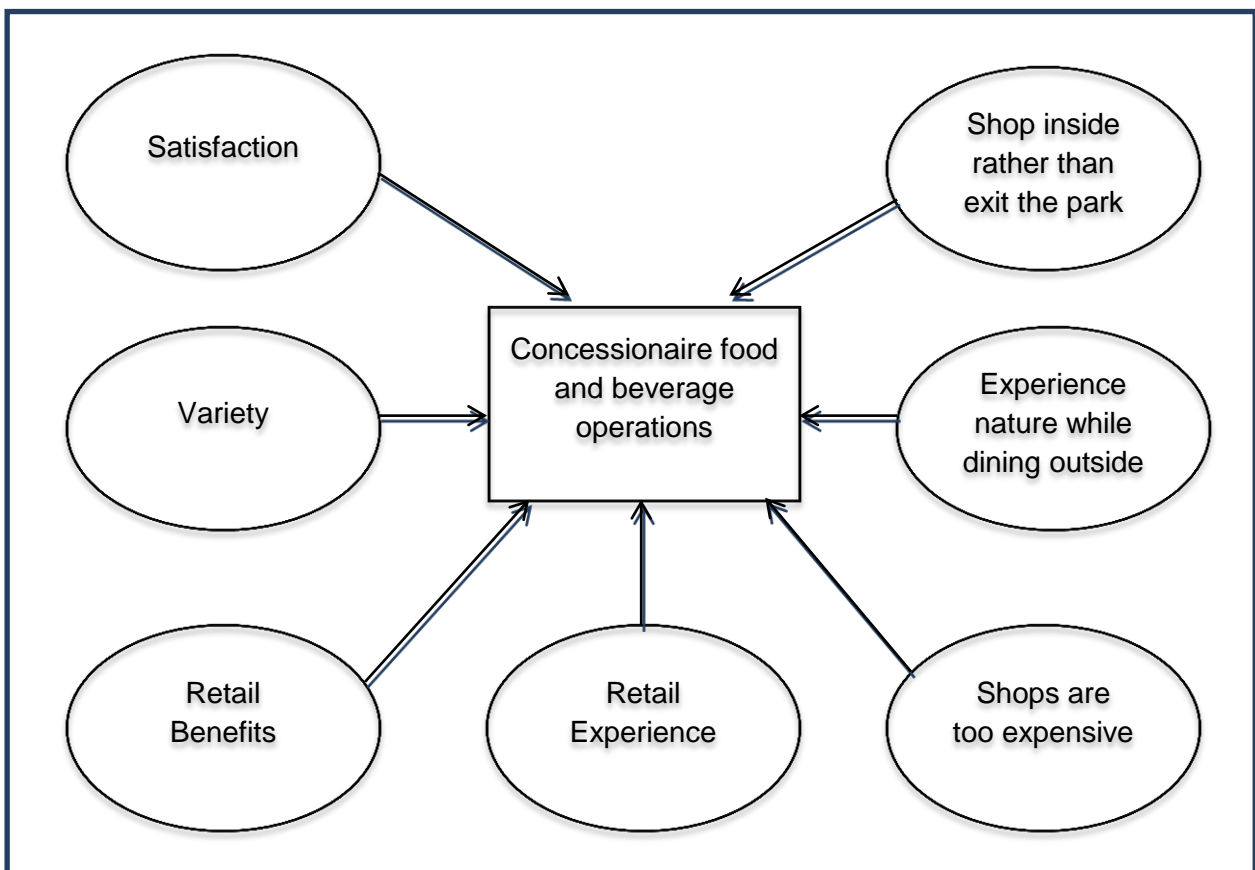 Satisfaction
Shop inside
rather than
exit the park
Concessionaire food
and beverage
operations
Variety
Experience
nature while
dining outside
Retail
Benefits
Retail
Experience
Shops are
too expensive